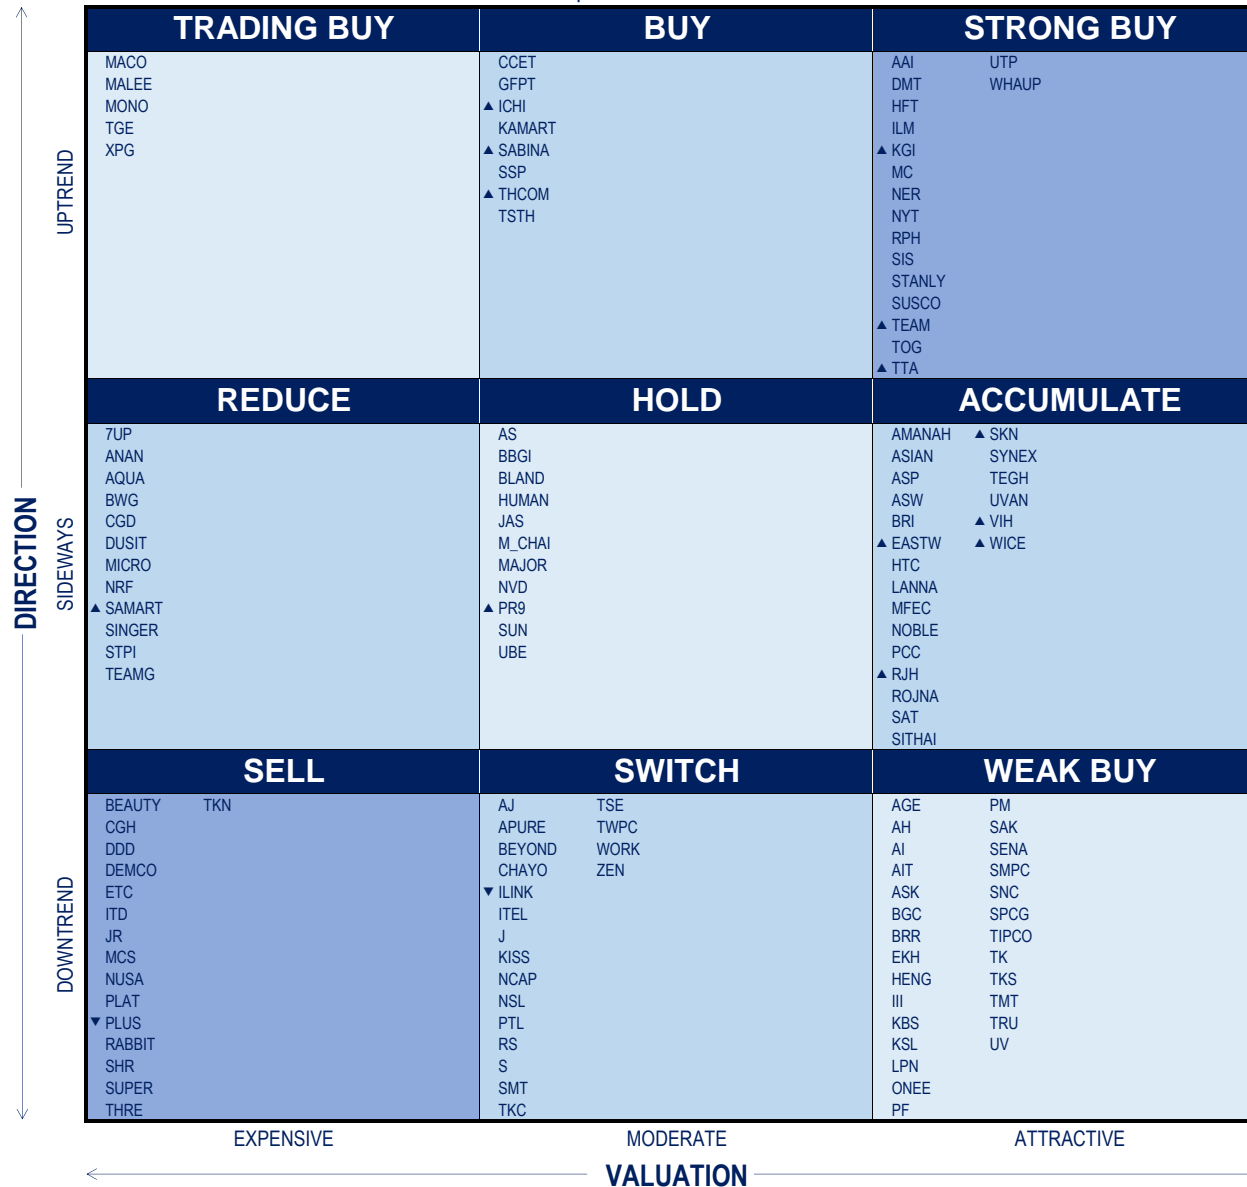 TRADING BUY
BUY
STRONG BUY
MACO
MALEE
MONO
TGE
XPG
CCET
GFPT
▲ ICHI
KAMART
▲ SABINA
SSP
▲ THCOM
TSTH
AAI
DMT
HFT
ILM
▲ KGI
MC
NER
NYT
RPH
SIS
STANLY
SUSCO
▲ TEAM
TOG
▲ TTA
UTP
WHAUP
UPTREND
REDUCE
HOLD
ACCUMULATE
7UP
ANAN
AQUA
BWG
CGD
DUSIT
MICRO
NRF
▲ SAMART
SINGER
STPI
TEAMG
AS
BBGI
BLAND
HUMAN
JAS
M_CHAI
MAJOR
NVD
▲ PR9
SUN
UBE
AMANAH
ASIAN
ASP
ASW
BRI
▲ EASTW
HTC
LANNA
MFEC
NOBLE
PCC
▲ RJH
ROJNA
SAT
SITHAI
▲ SKN
SYNEX
TEGH
UVAN
▲ VIH
▲ WICE
DIRECTION
SIDEWAYS
SELL
SWITCH
WEAK BUY
BEAUTY
CGH
DDD
DEMCO
ETC
ITD
JR
MCS
NUSA
PLAT
▼ PLUS
RABBIT
SHR
SUPER
THRE
TKN
AJ
APURE
BEYOND
CHAYO
▼ ILINK
ITEL
J
KISS
NCAP
NSL
PTL
RS
S
SMT
TKC
TSE
TWPC
WORK
ZEN
AGE
AH
AI
AIT
ASK
BGC
BRR
EKH
HENG
III
KBS
KSL
LPN
ONEE
PF
PM
SAK
SENA
SMPC
SNC
SPCG
TIPCO
TK
TKS
TMT
TRU
UV
DOWNTREND
EXPENSIVE
MODERATE
ATTRACTIVE
VALUATION